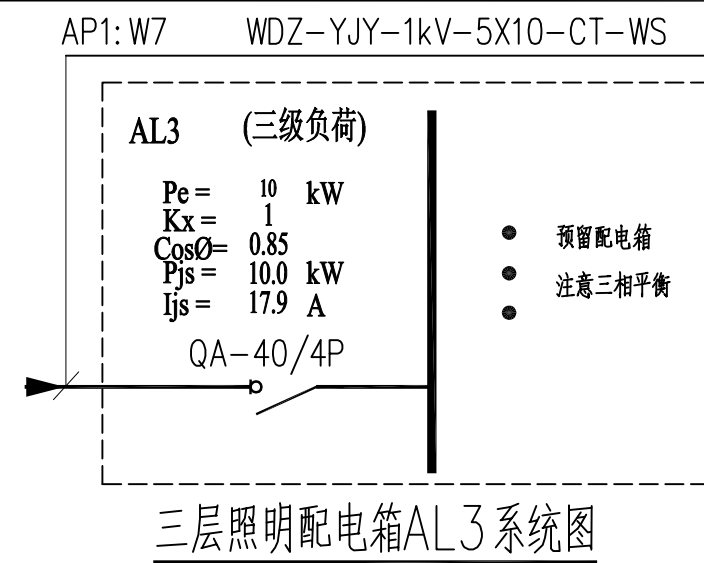 AP1: W7 WDZ-YJY-1kV-5X10-CT-WS
AL3 (三级负荷)
Pe = 10 kW
Kx = 1
CosØ= 0.85
Pjs = 10.0 kW
Ijs = 17.9 A
QA-40/4P
预留配电箱
注意三相平衡
三层照明配电箱AL3系统图